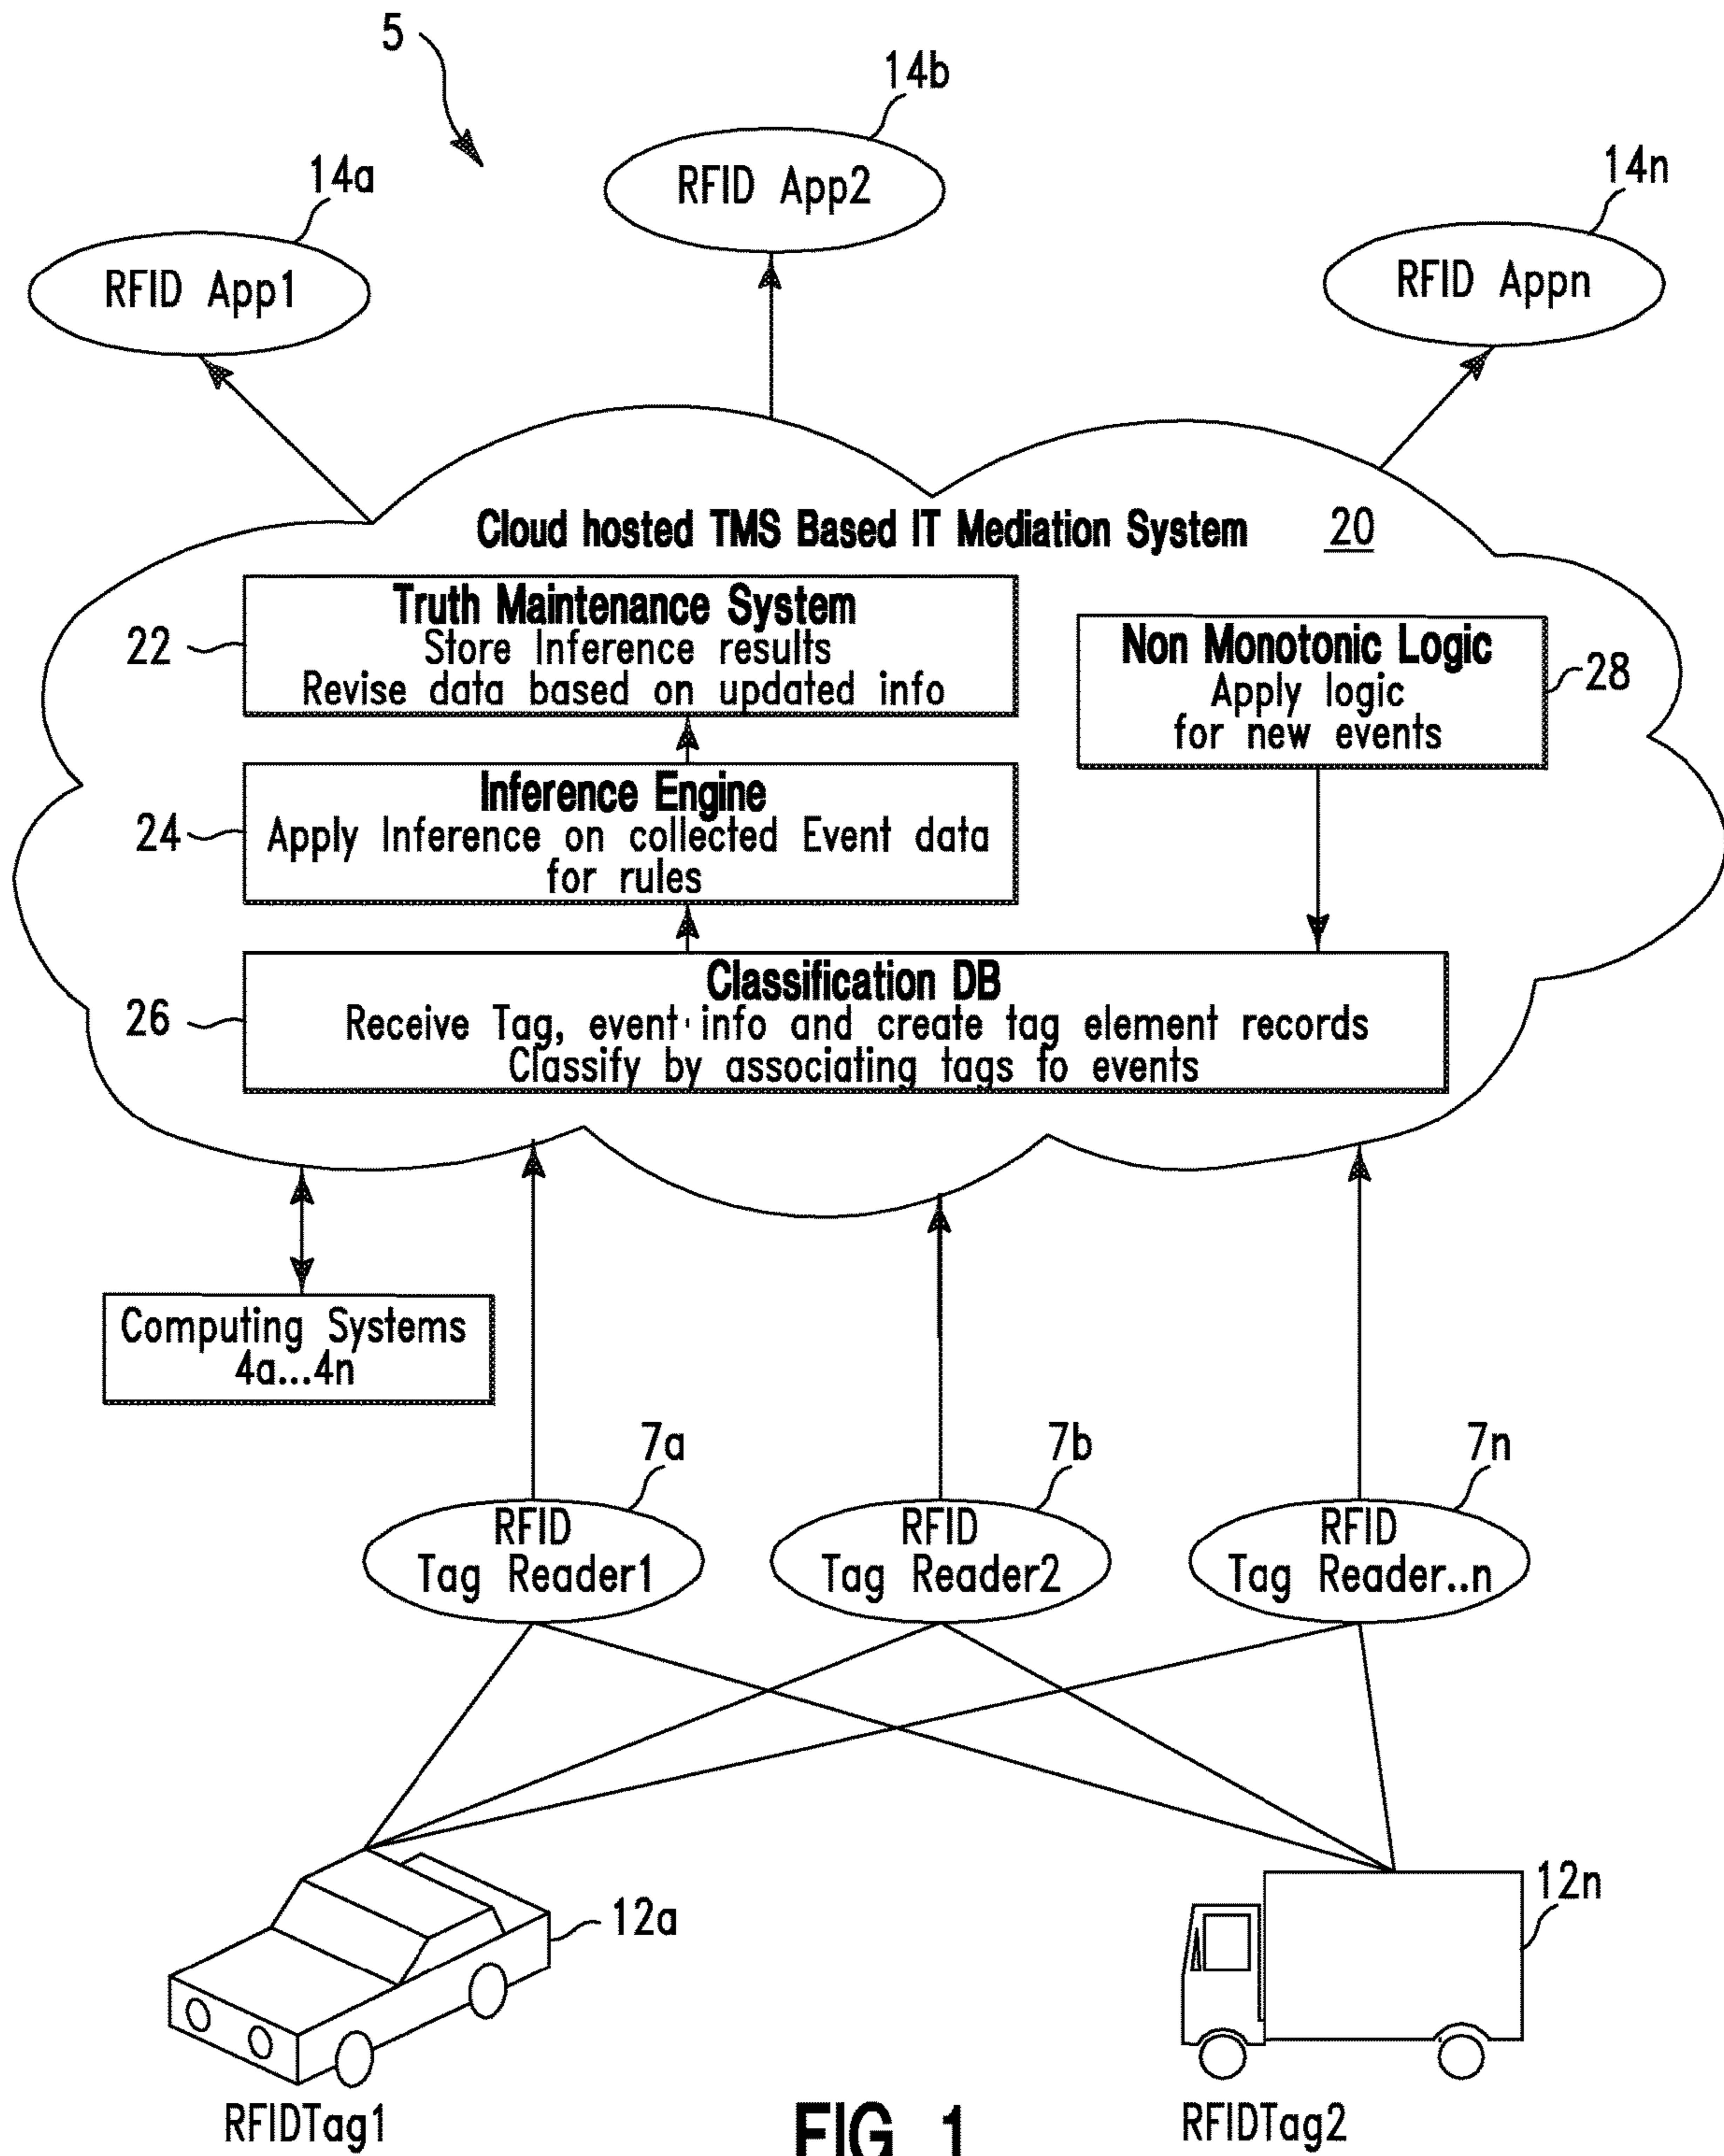 5
14b
RFID App2
14a
RFID App1
14n
RFID Appn
Cloud hosted TMS Based IT Mediation System 20
Truth Maintenance System
Store Inference results
Revise data based on updated info
22
Non Monotonic Logic
Apply logic
for new events
28
Inference Engine
Apply Inference on collected Event data
for rules
24
Classification DB
Receive Tag, event info and create tag element records
Classify by associating tags to events
26
Computing Systems
4a...4n
7a
RFID
Tag Reader1
7b
RFID
Tag Reader2
7n
RFID
Tag Reader..n
12a
12n
RFIDTag1
RFIDTag2
FIG. 1